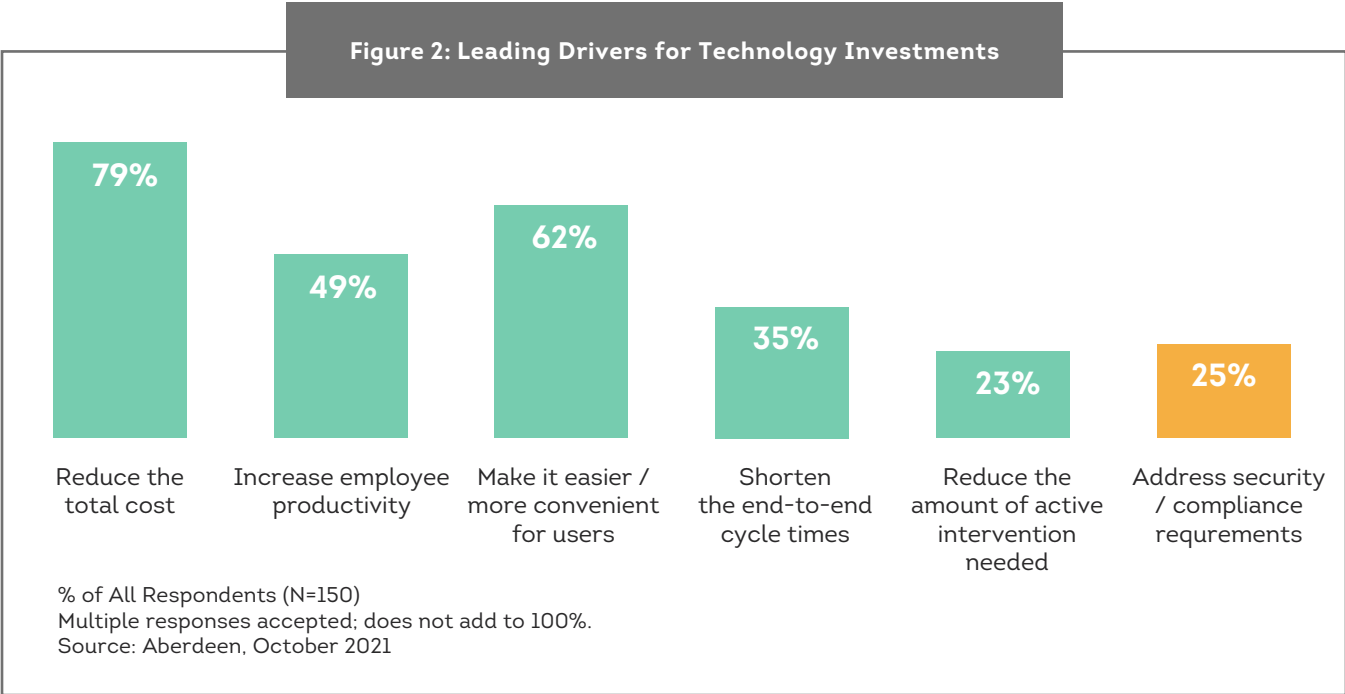 Figure 2: Leading Drivers for Technology Investments
79%
49%
62%
35%
23%
25%
Reduce the
total cost
Increase employee
productivity
Make it easier /
more convenient
for users
Shorten
the end-to-end
cycle times
Reduce the
amount of active
intervention
needed
Address security
/ compliance
requrements
% of All Respondents (N=150)
Multiple responses accepted; does not add to 100%.
Source: Aberdeen, October 2021